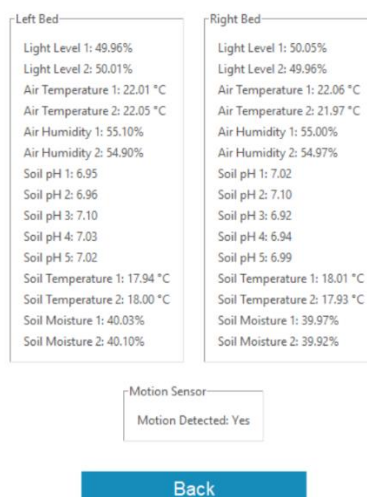 Left Bed
Light Level 1: 49.96%
Light Level 2: 50.01%
Air Temperature 1: 22.01 °C
Air Temperature 2: 22.05 °C
Air Humidity 1: 55.10%
Air Humidity 2: 54.90%
Soil pH 1: 6.95
Soil pH 2: 6.96
Soil pH 3: 7.10
Soil pH 4: 7.03
Soil pH 5: 7.02
Soil Temperature 1: 17.94 °C
Soil Temperature 2: 18.00 °C
Soil Moisture 1: 40.03%
Soil Moisture 2: 40.10%
Right Bed
Light Level 1: 50.05%
Light Level 2: 49.96%
Air Temperature 1: 22.06 °C
Air Temperature 2: 21.97 °C
Air Humidity 1: 55.00%
Air Humidity 2: 54.97%
Soil pH 1: 7.02
Soil pH 2: 7.10
Soil pH 3: 6.92
Soil pH 4: 6.94
Soil pH 5: 6.99
Soil Temperature 1: 18.01 °C
Soil Temperature 2: 17.93 °C
Soil Moisture 1: 39.97%
Soil Moisture 2: 39.92%
Motion Sensor
Motion Detected: Yes
Back